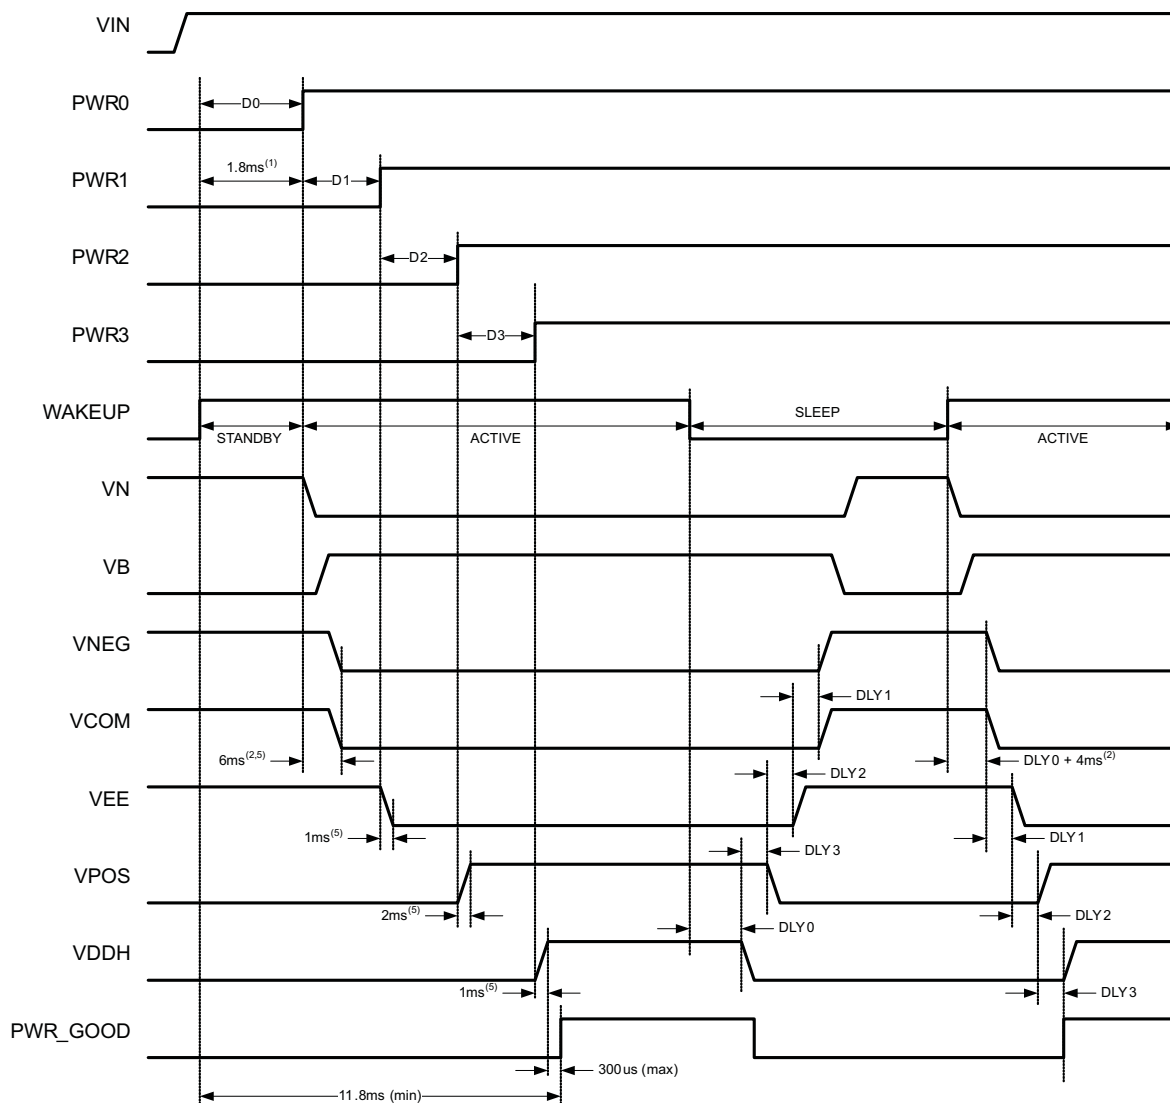 VIN
PWR0
D0
PWR1
1.8ms(1)
D1
PWR2
D2
PWR3
D3
WAKEUP
STANDBY
ACTIVE
SLEEP
ACTIVE
VN
VB
VNEG
DLY1
VCOM
6ms(2,5)
DLY0 + 4ms(2)
DLY2
VEE
1ms(5)
DLY1
DLY3
VPOS
2ms(5)
DLY2
DLY0
VDDH
1ms(5)
DLY3
PWR_GOOD
300us (max)
11.8ms (min)